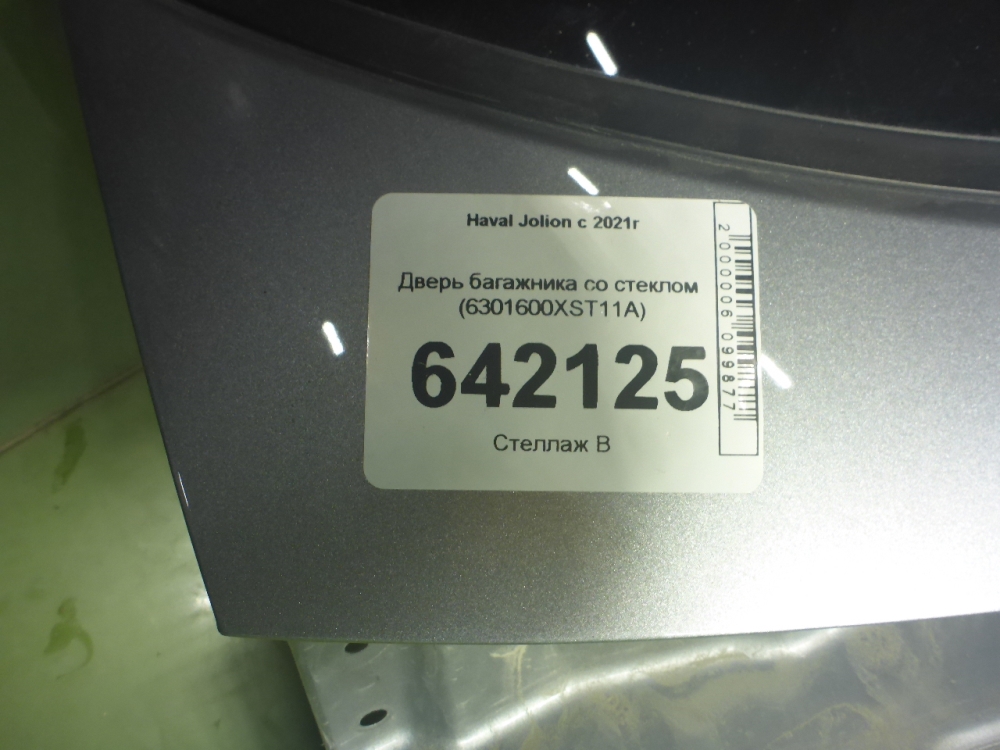 Haval Jolion с 2021г
Дверь багажника со стеклом
(6301600XST11A)
642125
Стеллаж В
2000006099877